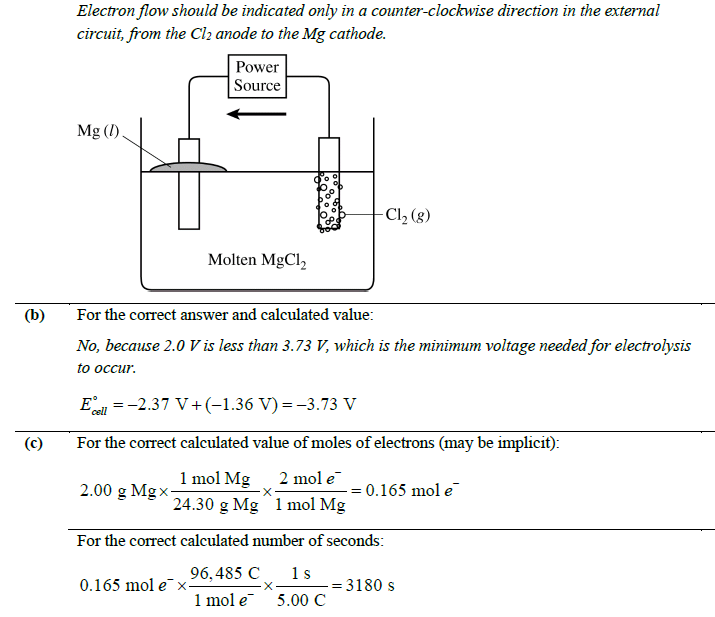 Electron flow should be indicated only in a counter-clockwise direction in the external
circuit, from the Cl₂ anode to the Mg cathode.
Power
Source
Mg (l)
Cl₂ (g)
Molten MgCl₂
(b) For the correct answer and calculated value:
No, because 2.0 V is less than 3.73 V, which is the minimum voltage needed for electrolysis
to occur.
E°cell = −2.37 V + (−1.36 V) = −3.73 V
(c) For the correct calculated value of moles of electrons (may be implicit):
2.00 g Mg × 1 mol Mg / 24.30 g Mg × 2 mol e⁻ / 1 mol Mg = 0.165 mol e⁻
For the correct calculated number of seconds:
0.165 mol e⁻ × 96,485 C / 1 mol e⁻ × 1 s / 5.00 C = 3180 s